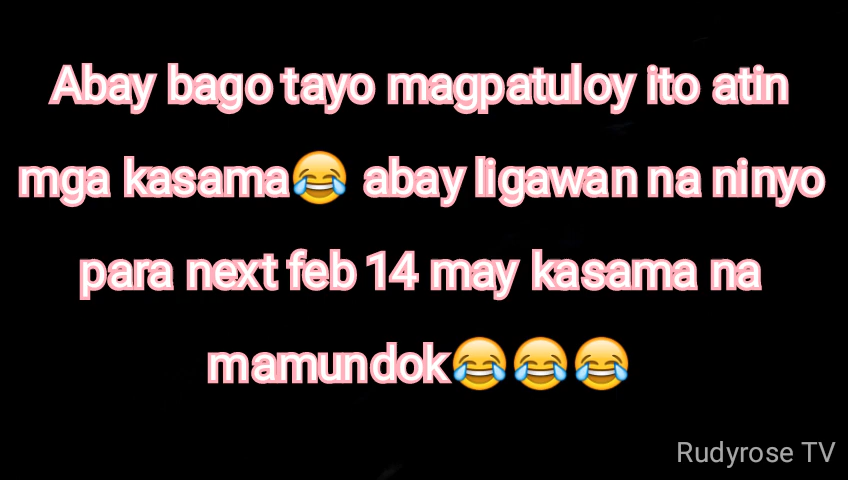 Abay bago tayo magpatuloy ito atin
mga kasama😂 abay ligawan na ninyo
para next feb 14 may kasama na
mamundok😂😂😂
Rudyrose TV